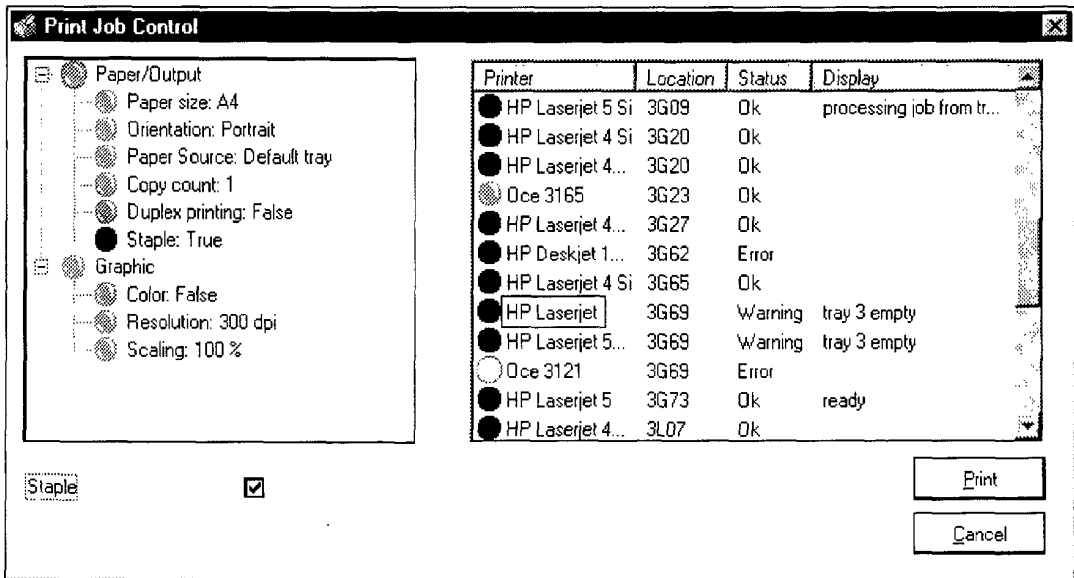 Print Job Control
Paper/Output
Paper size: A4
Orientation: Portrait
Paper Source: Default tray
Copy count: 1
Duplex printing: False
Staple: True
Graphic
Color: False
Resolution: 300 dpi
Scaling: 100 %
Printer Location Status Display
HP Laserjet 5 Si 3G09 Ok processing job from tr...
HP Laserjet 4 Si 3G20 Ok
HP Laserjet 4... 3G20 Ok
Oce 3165 3G23 Ok
HP Laserjet 4... 3G27 Ok
HP Deskjet 1... 3G62 Error
HP Laserjet 4 Si 3G65 Ok
HP Laserjet 3G69 Warning tray 3 empty
HP Laserjet 5... 3G69 Warning tray 3 empty
Oce 3121 3G69 Error
HP Laserjet 5 3G73 Ok ready
HP Laserjet 4... 3L07 Ok
Staple
Print
Cancel